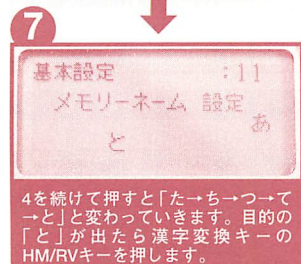 7
基本設定 :11
メモリーネーム 設定
あ
と
4を続けて押すと「た→ち→つ→て
→と」と変わっていきます。目的の
「と」が出たら漢字変換キーの
HM/RVキーを押します。